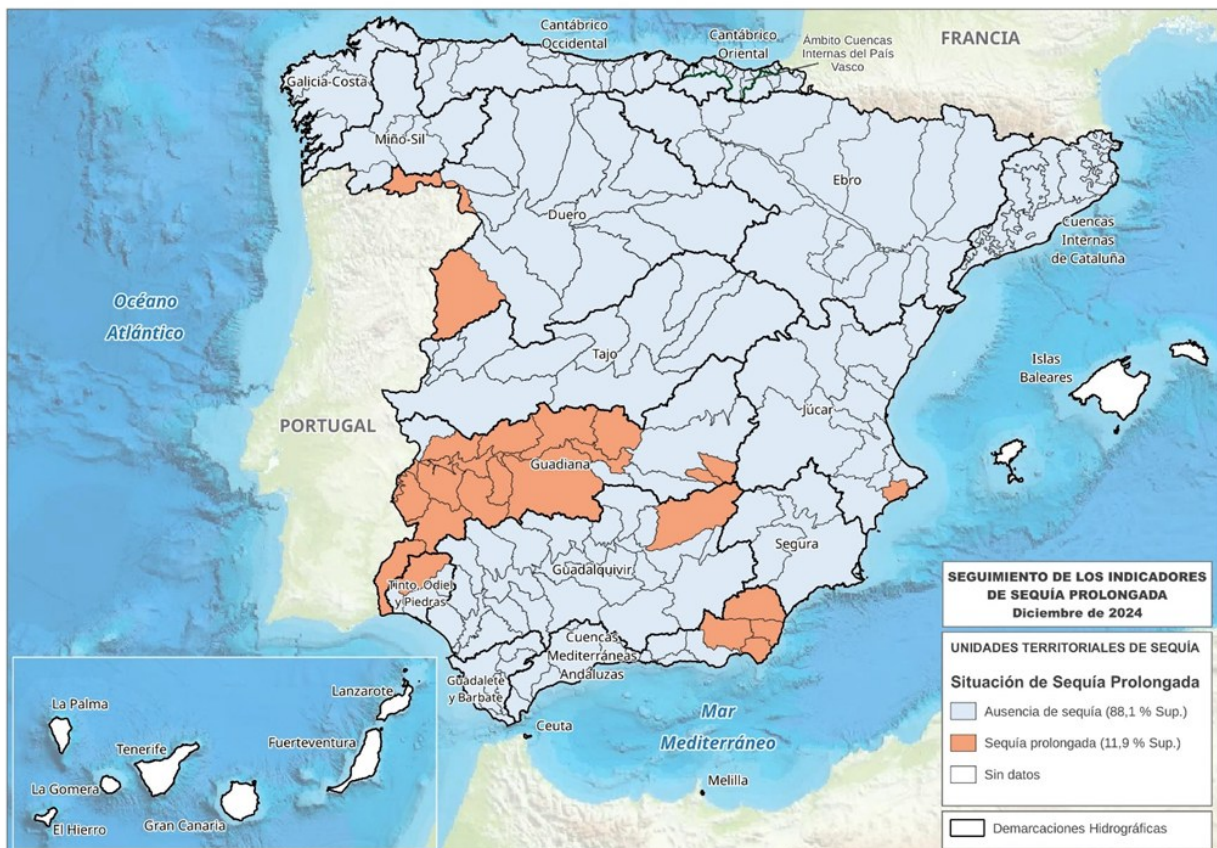 Cantábrico
Occidental
Cantábrico
Oriental
Ámbito Cuencas
Internas del País
Vasco
FRANCIA
Galicia-Costa
Miño-Sil
Ebro
Duero
Cuencas
Internas
de Cataluña
Océano
Atlántico
Tajo
Islas
Baleares
Júcar
PORTUGAL
Guadiana
Segura
Guadalquivir
Tinto, Odiel
y Piedras
Cuencas
Mediterráneas
Andaluzas
Guadalete
y Barbate
Ceuta
Mar
Mediterráneo
Melilla
La Palma
Lanzarote
Tenerife
Fuerteventura
La Gomera
El Hierro
Gran Canaria
SEGUIMIENTO DE LOS INDICADORES
DE SEQUÍA PROLONGADA
Diciembre de 2024
UNIDADES TERRITORIALES DE SEQUÍA
Situación de Sequía Prolongada
Ausencia de sequía (88,1 % Sup.)
Sequía prolongada (11,9 % Sup.)
Sin datos
Demarcaciones Hidrográficas